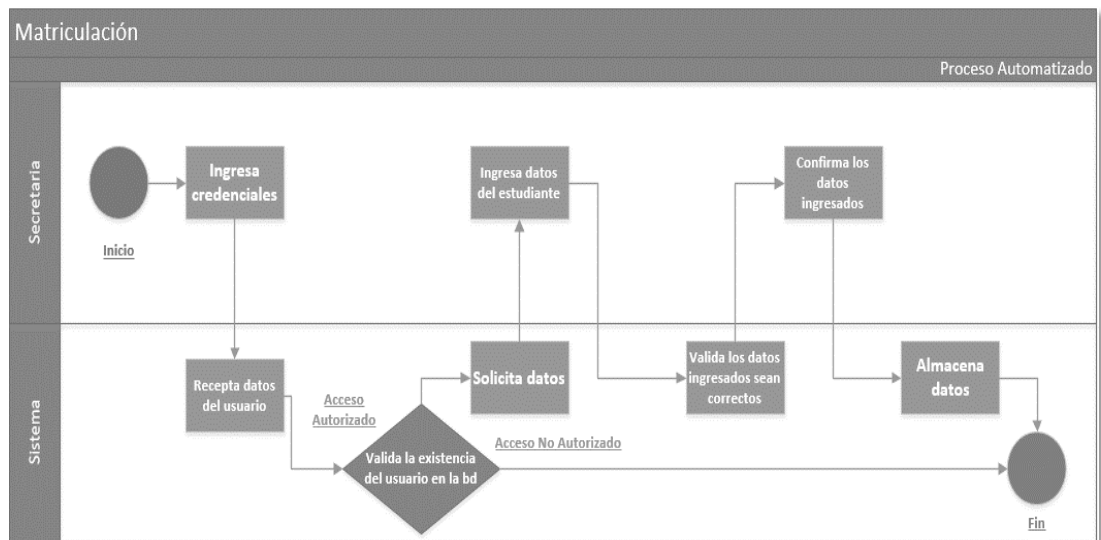 Matriculación
Proceso Automatizado
Secretaria
Inicio
Ingresa
credenciales
Ingresa datos
del estudiante
Confirma los
datos
ingresados
Sistema
Recepta datos
del usuario
Acceso
Autorizado
Valida la existencia
del usuario en la bd
Solicita datos
Acceso No Autorizado
Valida los datos
ingresados sean
correctos
Almacena
datos
Fin